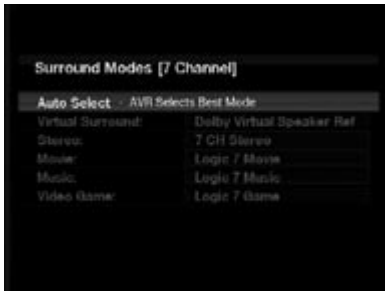 Surround Modes [7 Channel]
Auto Select - AVR Selects Best Mode
Virtual Surround: Dolby Virtual Speaker Ref
Stereo: 7 CH Stereo
Movie: Logic 7 Movie
Music: Logic 7 Music
Video Game: Logic 7 Game